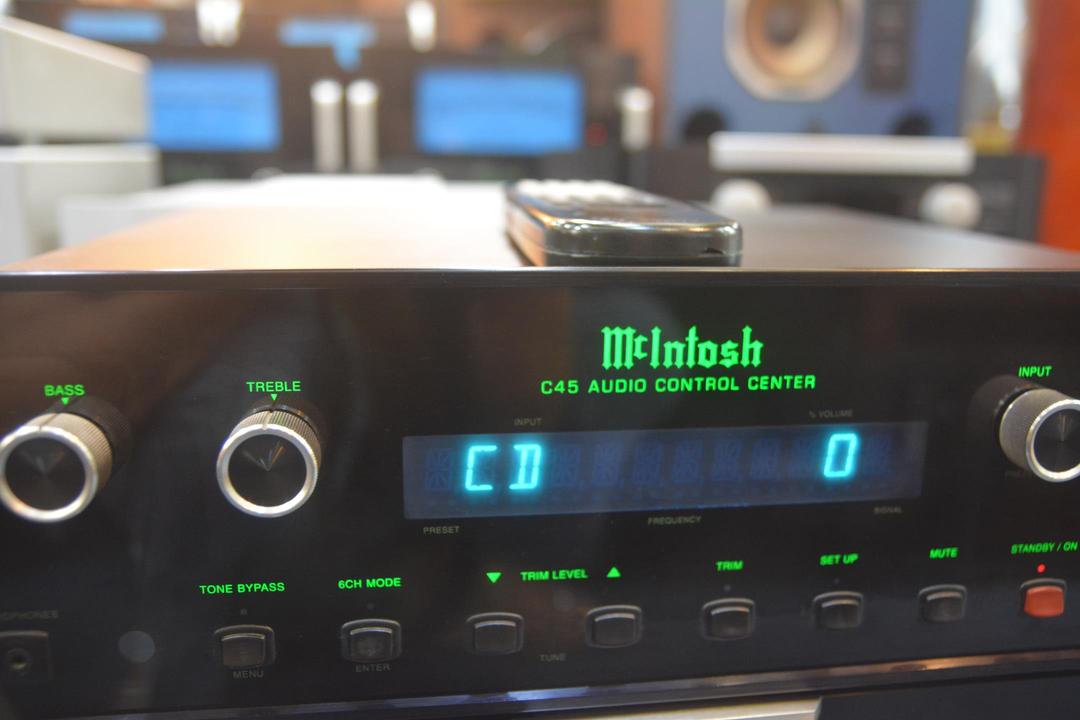 McIntosh
C45 AUDIO CONTROL CENTER
BASS
TREBLE
INPUT
INPUT
% VOLUME
CD 0
PRESET
FREQUENCY
SIGNAL
TONE BYPASS
6CH MODE
▼ TRIM LEVEL ▲
TRIM
SET UP
MUTE
STANDBY / ON
MENU
ENTER
TUNE